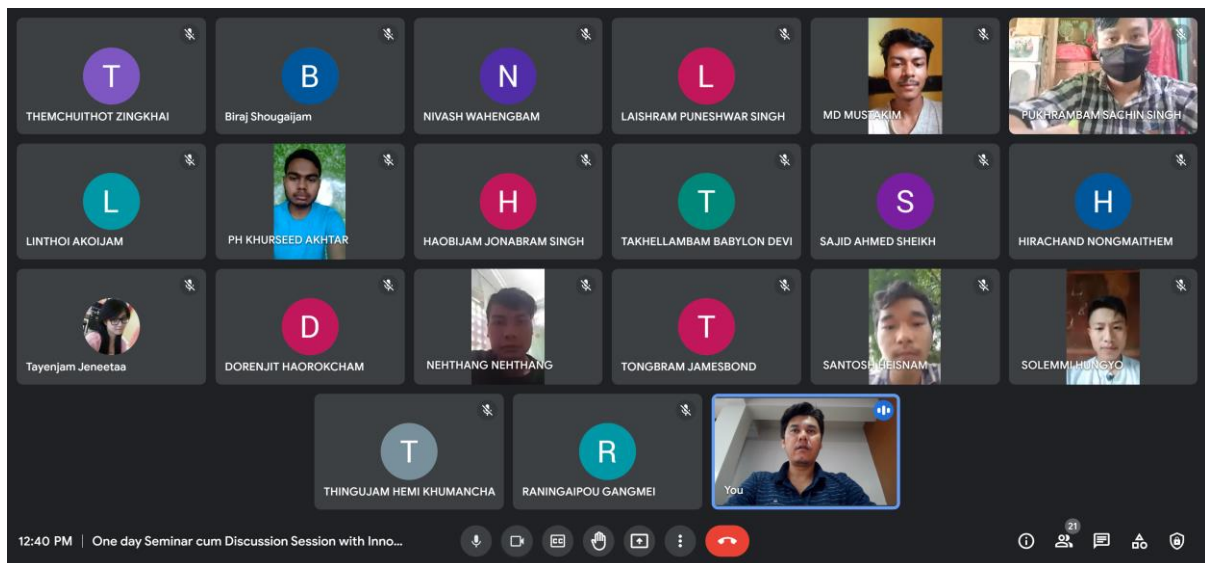 T
THEMCHUITHOT ZINGKHAI
B
Biraj Shougaijam
N
NIVASH WAHENGBAM
L
LAISHRAM PUNESHWAR SINGH
MD MUSTAKIM
PUKHRAMBAM SACHIN SINGH
L
LINTHOI AKOIJAM
PH KHURSEED AKHTAR
H
HAOBIJAM JONABRAM SINGH
T
TAKHELLAMBAM BABYLON DEVI
S
SAJID AHMED SHEIKH
H
HIRACHAND NONGMAITHEM
Tayenjam Jeneetaa
D
DORENJIT HAOROKCHAM
NEHTHANG NEHTHANG
T
TONGBRAM JAMESBOND
SANTOSH HEISNAM
SOLEMMI HUNGYO
T
THINGUJAM HEMI KHUMANCHA
R
RANINGAIPOU GANGMEI
You
12:40 PM | One day Seminar cum Discussion Session with Inno...
CC
21